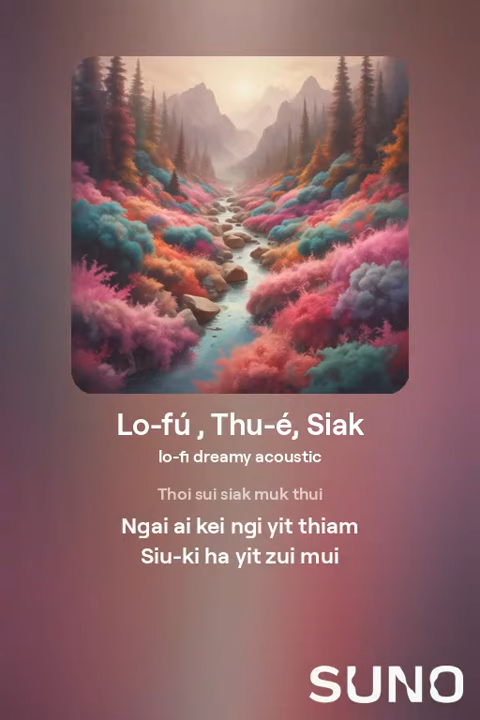 Lo-fú , Thu-é, Siak
lo-fi dreamy acoustic
Thoi sui siak muk thui
Ngai ai kei ngi yit thiam
Siu-ki ha yit zui mui
SUNO